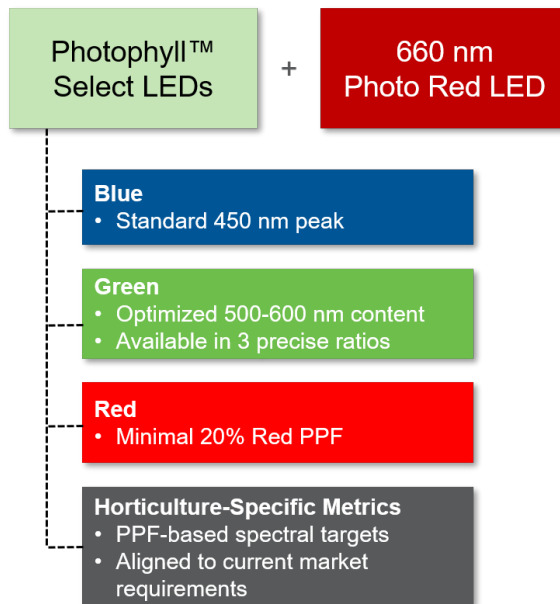 Photophyll™
Select LEDs
+
660 nm
Photo Red LED
Blue
• Standard 450 nm peak
Green
• Optimized 500-600 nm content
• Available in 3 precise ratios
Red
• Minimal 20% Red PPF
Horticulture-Specific Metrics
• PPF-based spectral targets
• Aligned to current market
requirements